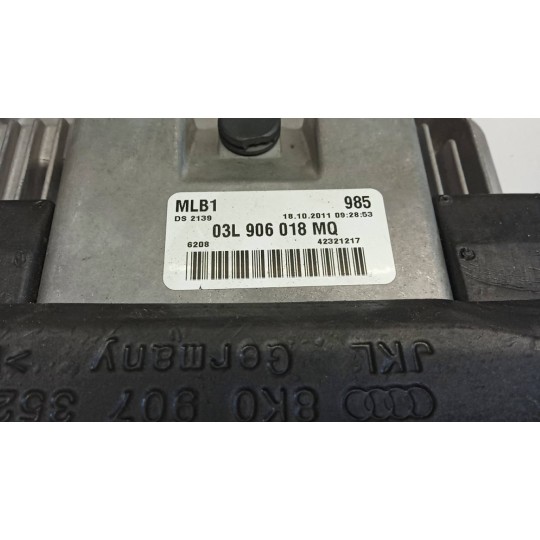 MLB1 985
DS 2139 18.10.2011 09:28:53
03L 906 018 MQ
6208 42321217
JKL Germany >
8K0 907 352